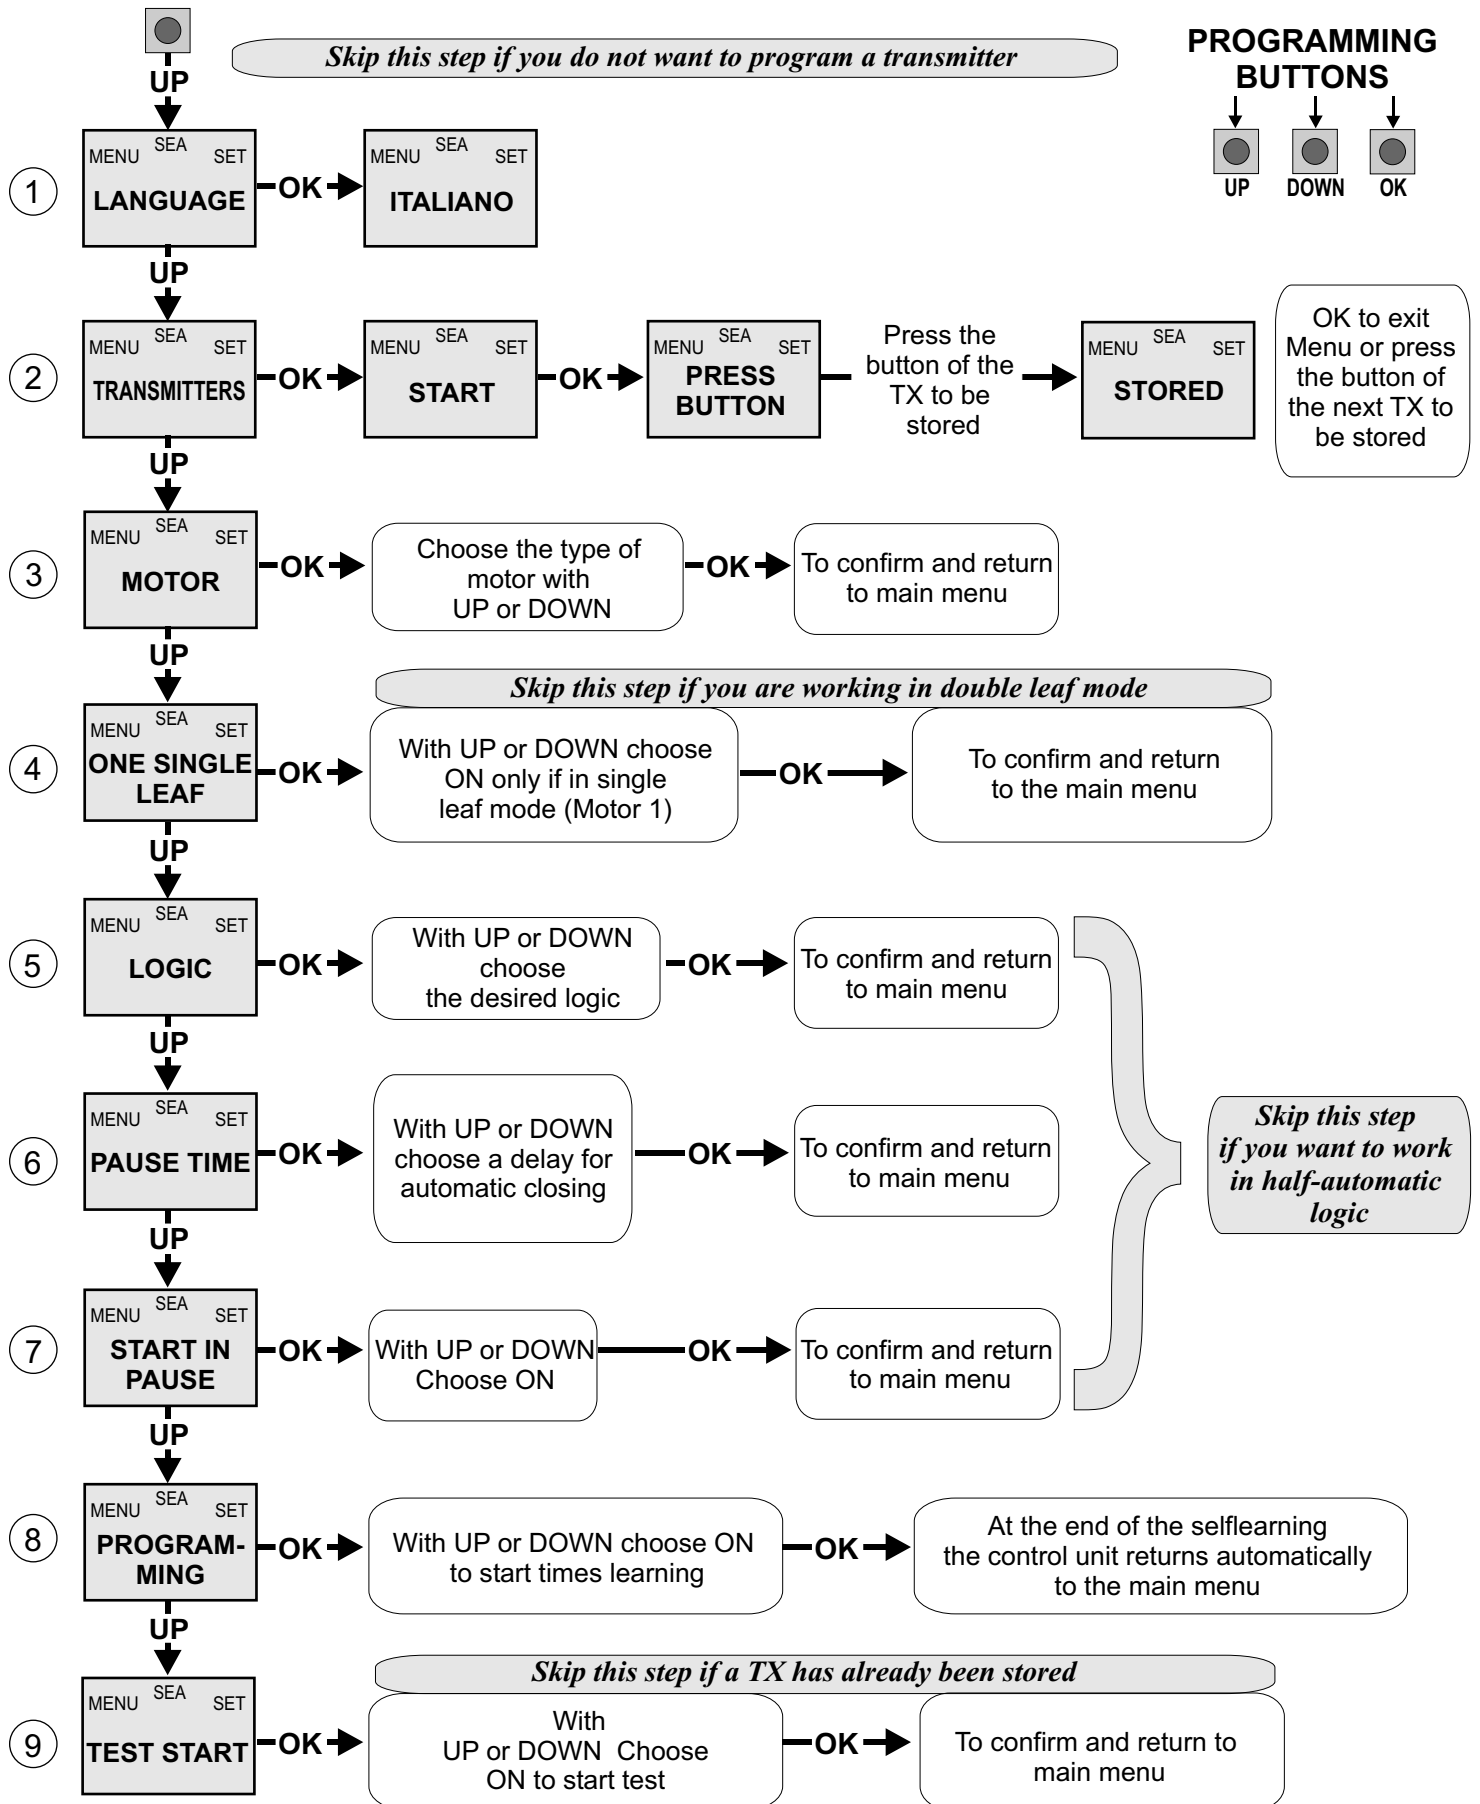 Skip this step if you do not want to program a transmitter
PROGRAMMING
BUTTONS
UP
DOWN
OK
UP
1
MENU SEA SET
LANGUAGE
OK
MENU SEA SET
ITALIANO
UP
2
MENU SEA SET
TRANSMITTERS
OK
MENU SEA SET
START
OK
MENU SEA SET
PRESS
BUTTON
Press the
button of the
TX to be
stored
MENU SEA SET
STORED
OK to exit
Menu or press
the button of
the next TX to
be stored
UP
3
MENU SEA SET
MOTOR
OK
Choose the type of
motor with
UP or DOWN
OK
To confirm and return
to main menu
UP
Skip this step if you are working in double leaf mode
4
MENU SEA SET
ONE SINGLE
LEAF
OK
With UP or DOWN choose
ON only if in single
leaf mode (Motor 1)
OK
To confirm and return
to the main menu
UP
5
MENU SEA SET
LOGIC
OK
With UP or DOWN
choose
the desired logic
OK
To confirm and return
to main menu
UP
6
MENU SEA SET
PAUSE TIME
OK
With UP or DOWN
choose a delay for
automatic closing
OK
To confirm and return
to main menu
Skip this step
if you want to work
in half-automatic
logic
UP
7
MENU SEA SET
START IN
PAUSE
OK
With UP or DOWN
Choose ON
OK
To confirm and return
to main menu
UP
8
MENU SEA SET
PROGRAM-
MING
OK
With UP or DOWN choose ON
to start times learning
OK
At the end of the selflearning
the control unit returns automatically
to the main menu
UP
Skip this step if a TX has already been stored
9
MENU SEA SET
TEST START
OK
With
UP or DOWN Choose
ON to start test
OK
To confirm and return to
main menu